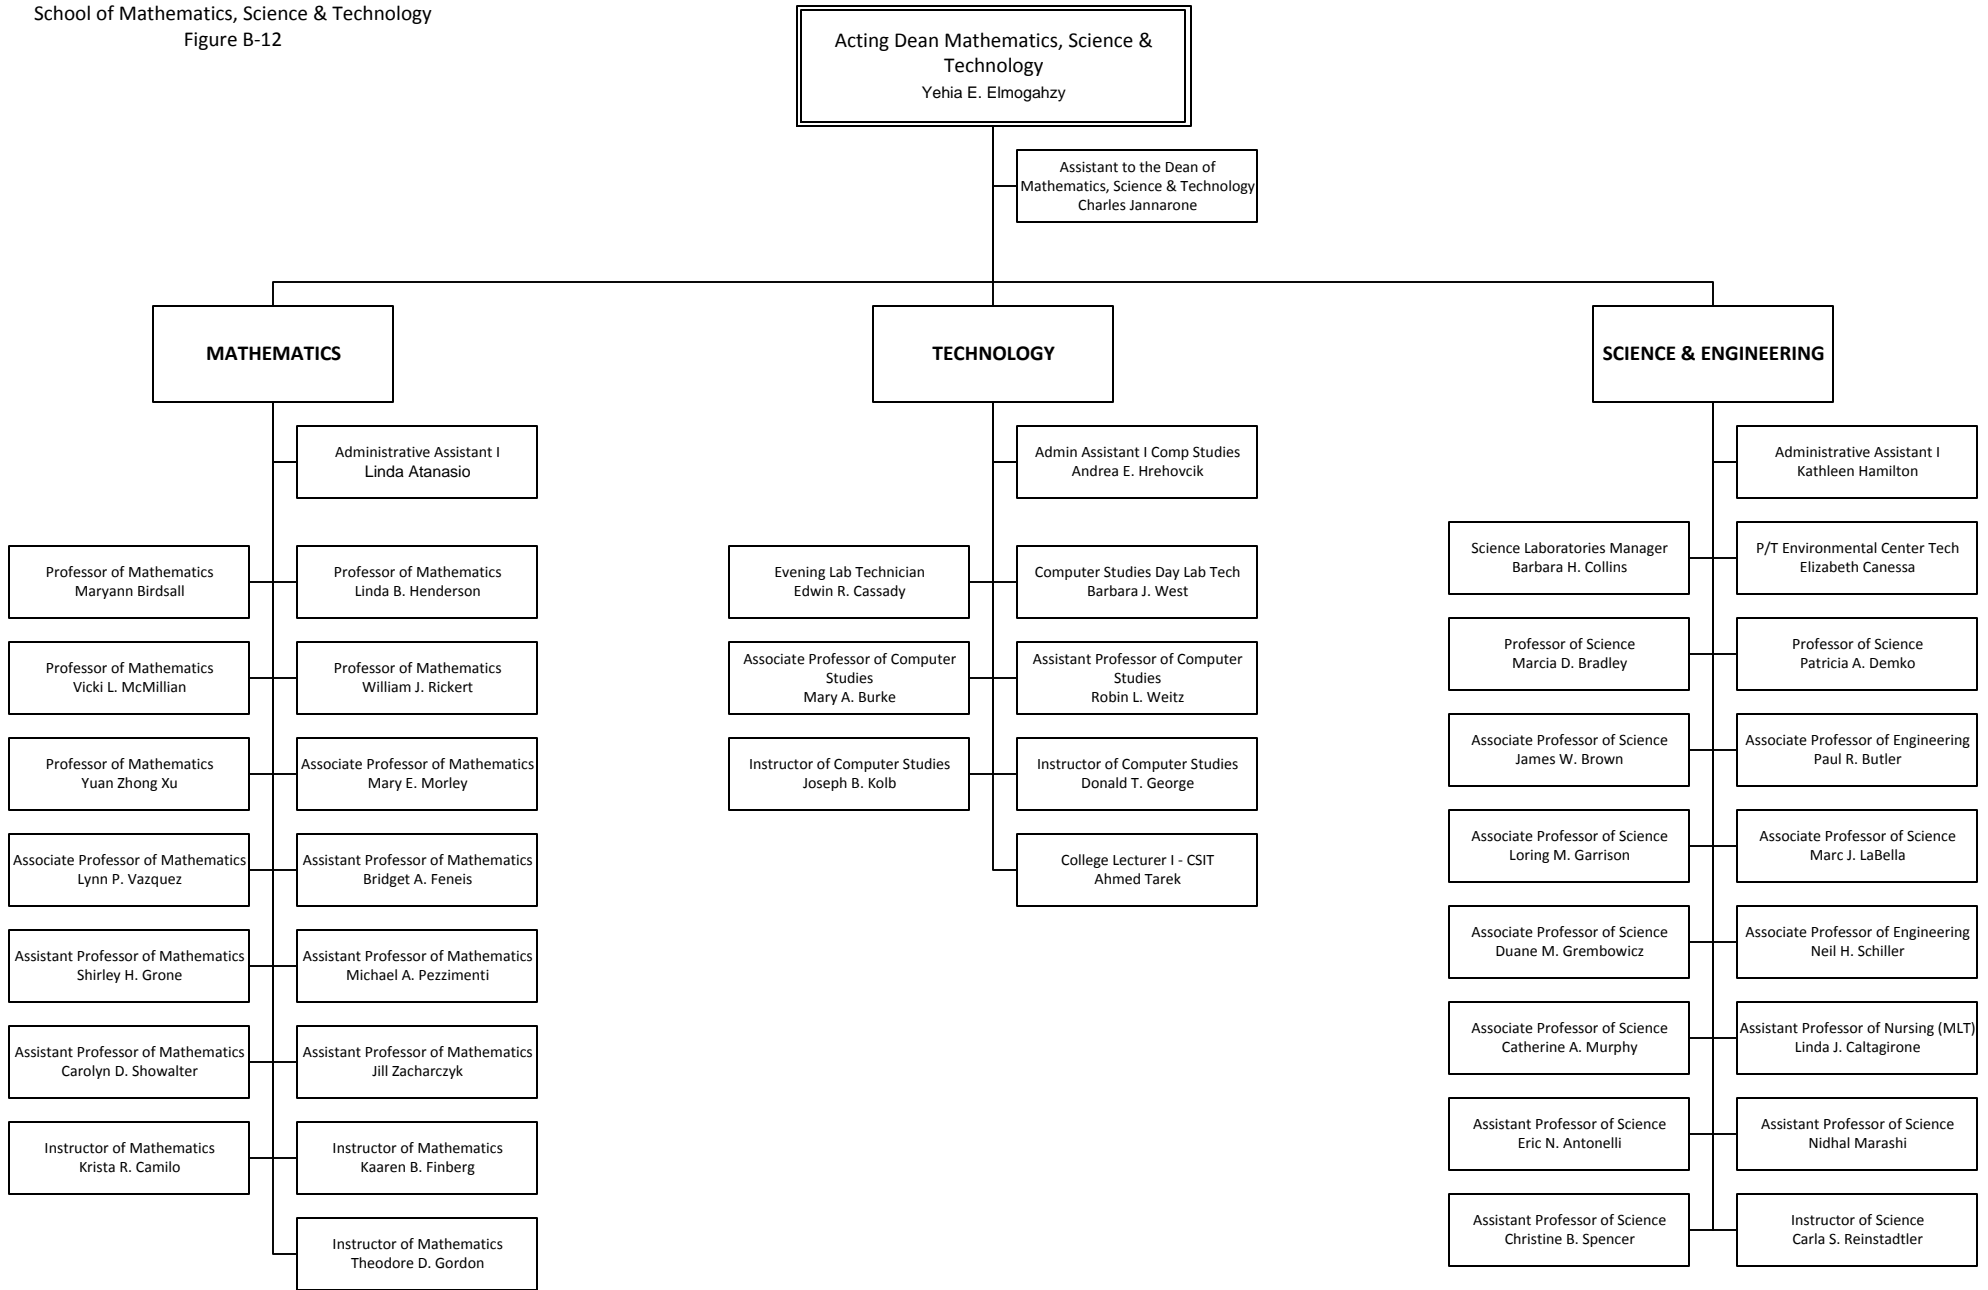 School of Mathematics, Science & Technology
Figure B-12
Acting Dean Mathematics, Science &
Technology
Yehia E. Elmogahzy
Assistant to the Dean of
Mathematics, Science & Technology
Charles Jannarone
MATHEMATICS
Administrative Assistant I
Linda Atanasio
Professor of Mathematics
Maryann Birdsall
Professor of Mathematics
Linda B. Henderson
Professor of Mathematics
Vicki L. McMillian
Professor of Mathematics
William J. Rickert
Professor of Mathematics
Yuan Zhong Xu
Associate Professor of Mathematics
Mary E. Morley
Associate Professor of Mathematics
Lynn P. Vazquez
Assistant Professor of Mathematics
Bridget A. Feneis
Assistant Professor of Mathematics
Shirley H. Grone
Assistant Professor of Mathematics
Michael A. Pezzimenti
Assistant Professor of Mathematics
Carolyn D. Showalter
Assistant Professor of Mathematics
Jill Zacharczyk
Instructor of Mathematics
Krista R. Camilo
Instructor of Mathematics
Kaaren B. Finberg
Instructor of Mathematics
Theodore D. Gordon
TECHNOLOGY
Admin Assistant I Comp Studies
Andrea E. Hrehovcik
Evening Lab Technician
Edwin R. Cassady
Computer Studies Day Lab Tech
Barbara J. West
Associate Professor of Computer
Studies
Mary A. Burke
Assistant Professor of Computer
Studies
Robin L. Weitz
Instructor of Computer Studies
Joseph B. Kolb
Instructor of Computer Studies
Donald T. George
College Lecturer I - CSIT
Ahmed Tarek
SCIENCE & ENGINEERING
Administrative Assistant I
Kathleen Hamilton
Science Laboratories Manager
Barbara H. Collins
P/T Environmental Center Tech
Elizabeth Canessa
Professor of Science
Marcia D. Bradley
Professor of Science
Patricia A. Demko
Associate Professor of Science
James W. Brown
Associate Professor of Engineering
Paul R. Butler
Associate Professor of Science
Loring M. Garrison
Associate Professor of Science
Marc J. LaBella
Associate Professor of Science
Duane M. Grembowicz
Associate Professor of Engineering
Neil H. Schiller
Associate Professor of Science
Catherine A. Murphy
Assistant Professor of Nursing (MLT)
Linda J. Caltagirone
Assistant Professor of Science
Eric N. Antonelli
Assistant Professor of Science
Nidhal Marashi
Assistant Professor of Science
Christine B. Spencer
Instructor of Science
Carla S. Reinstadtler